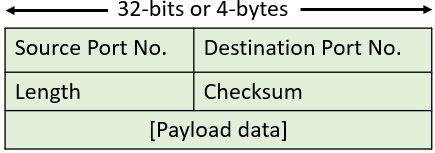 32-bits or 4-bytes
Source Port No. Destination Port No.
Length Checksum
[Payload data]